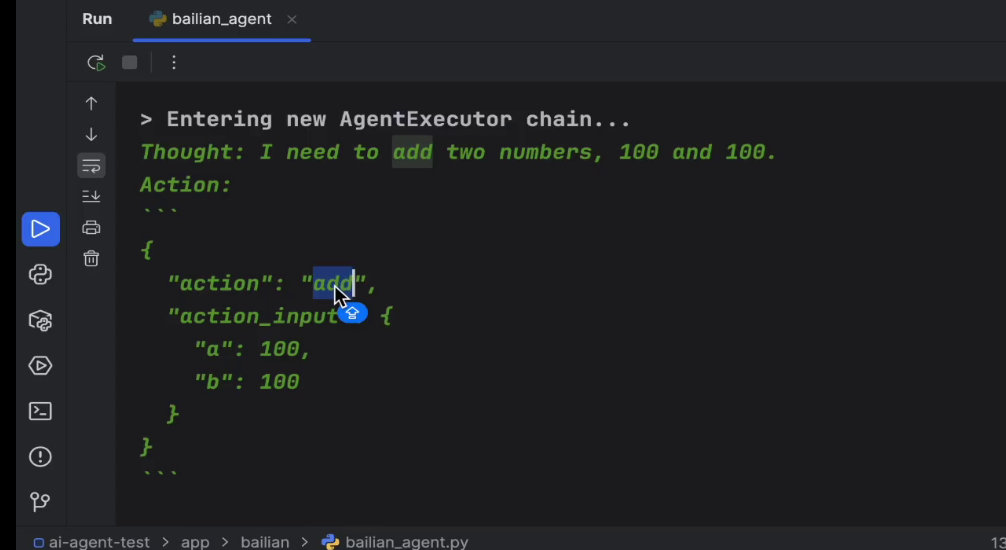 Run bailian_agent
> Entering new AgentExecutor chain...
Thought: I need to add two numbers, 100 and 100.
Action:
```
{
"action": "add",
"action_input {
"a": 100,
"b": 100
}
}
```
ai-agent-test > app > bailian > bailian_agent.py